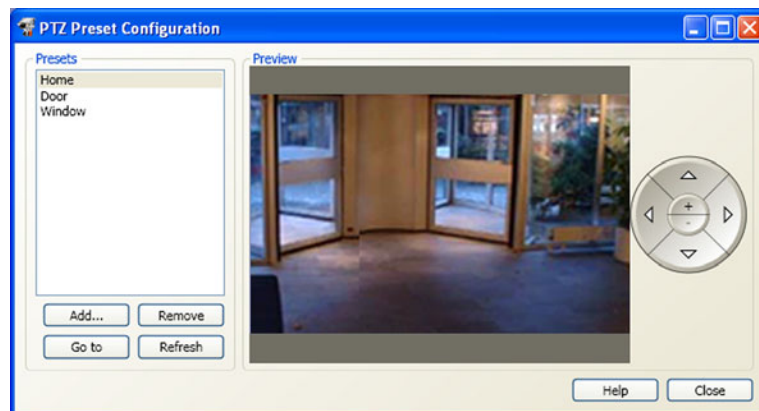 PTZ Preset Configuration
Presets
Home
Door
Window
Add...
Remove
Go to
Refresh
Preview
+
-
Help
Close